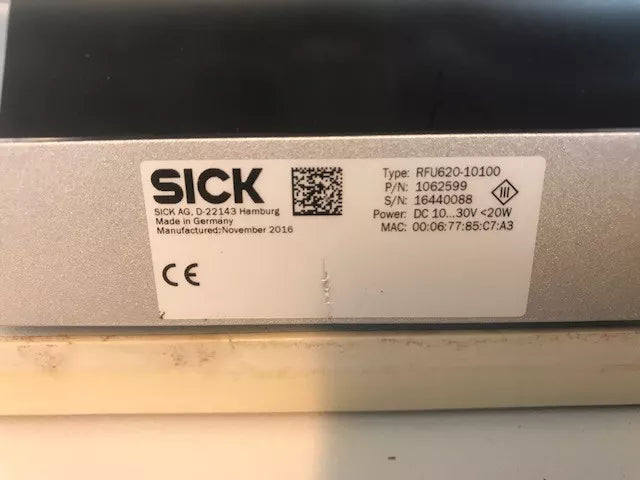 SICK
SICK AG, D-22143 Hamburg
Made in Germany
Manufactured:November 2016
CE
Type: RFU620-10100
P/N: 1062599
S/N: 16440088
III
Power: DC 10...30V <20W
MAC: 00:06:77:85:C7:A3